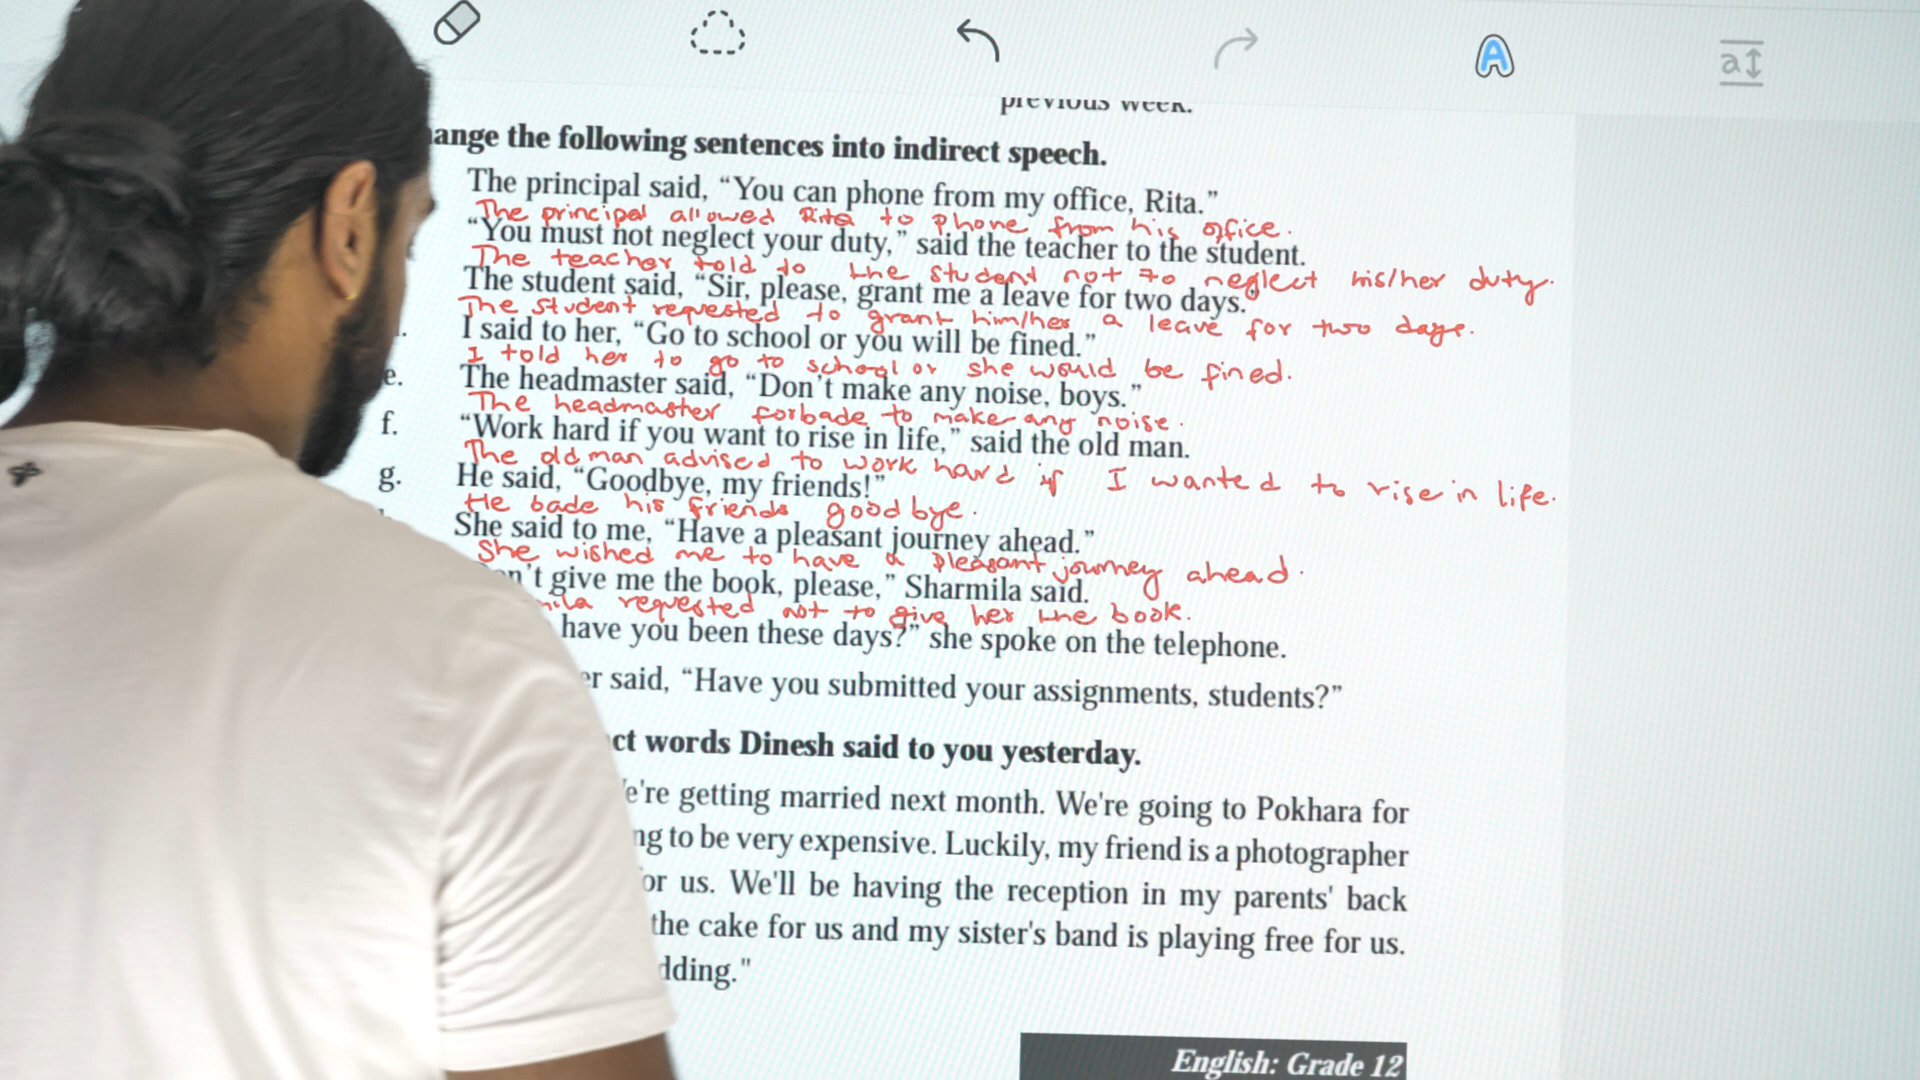 previous week.
ange the following sentences into indirect speech.
The principal said, “You can phone from my office, Rita.”
The principal allowed Rita to phone from his office.
“You must not neglect your duty,” said the teacher to the student.
The teacher told to the student not to neglect his/her duty.
The student said, “Sir, please, grant me a leave for two days.”
The student requested to grant him/her a leave for two days.
I said to her, “Go to school or you will be fined.”
I told her to go to school or she would be fined.
e. The headmaster said, “Don’t make any noise, boys.”
The headmaster forbade to make any noise.
f. “Work hard if you want to rise in life,” said the old man.
The old man advised to work hard if I wanted to rise in life.
g. He said, “Goodbye, my friends!”
He bade his friends good bye.
She said to me, “Have a pleasant journey ahead.”
She wished me to have a pleasant journey ahead.
n’t give me the book, please,” Sharmila said.
mila requested not to give her the book.
have you been these days?” she spoke on the telephone.
er said, “Have you submitted your assignments, students?”
ct words Dinesh said to you yesterday.
e're getting married next month. We're going to Pokhara for
ng to be very expensive. Luckily, my friend is a photographer
or us. We'll be having the reception in my parents' back
the cake for us and my sister's band is playing free for us.
dding."
English: Grade 12
a
A